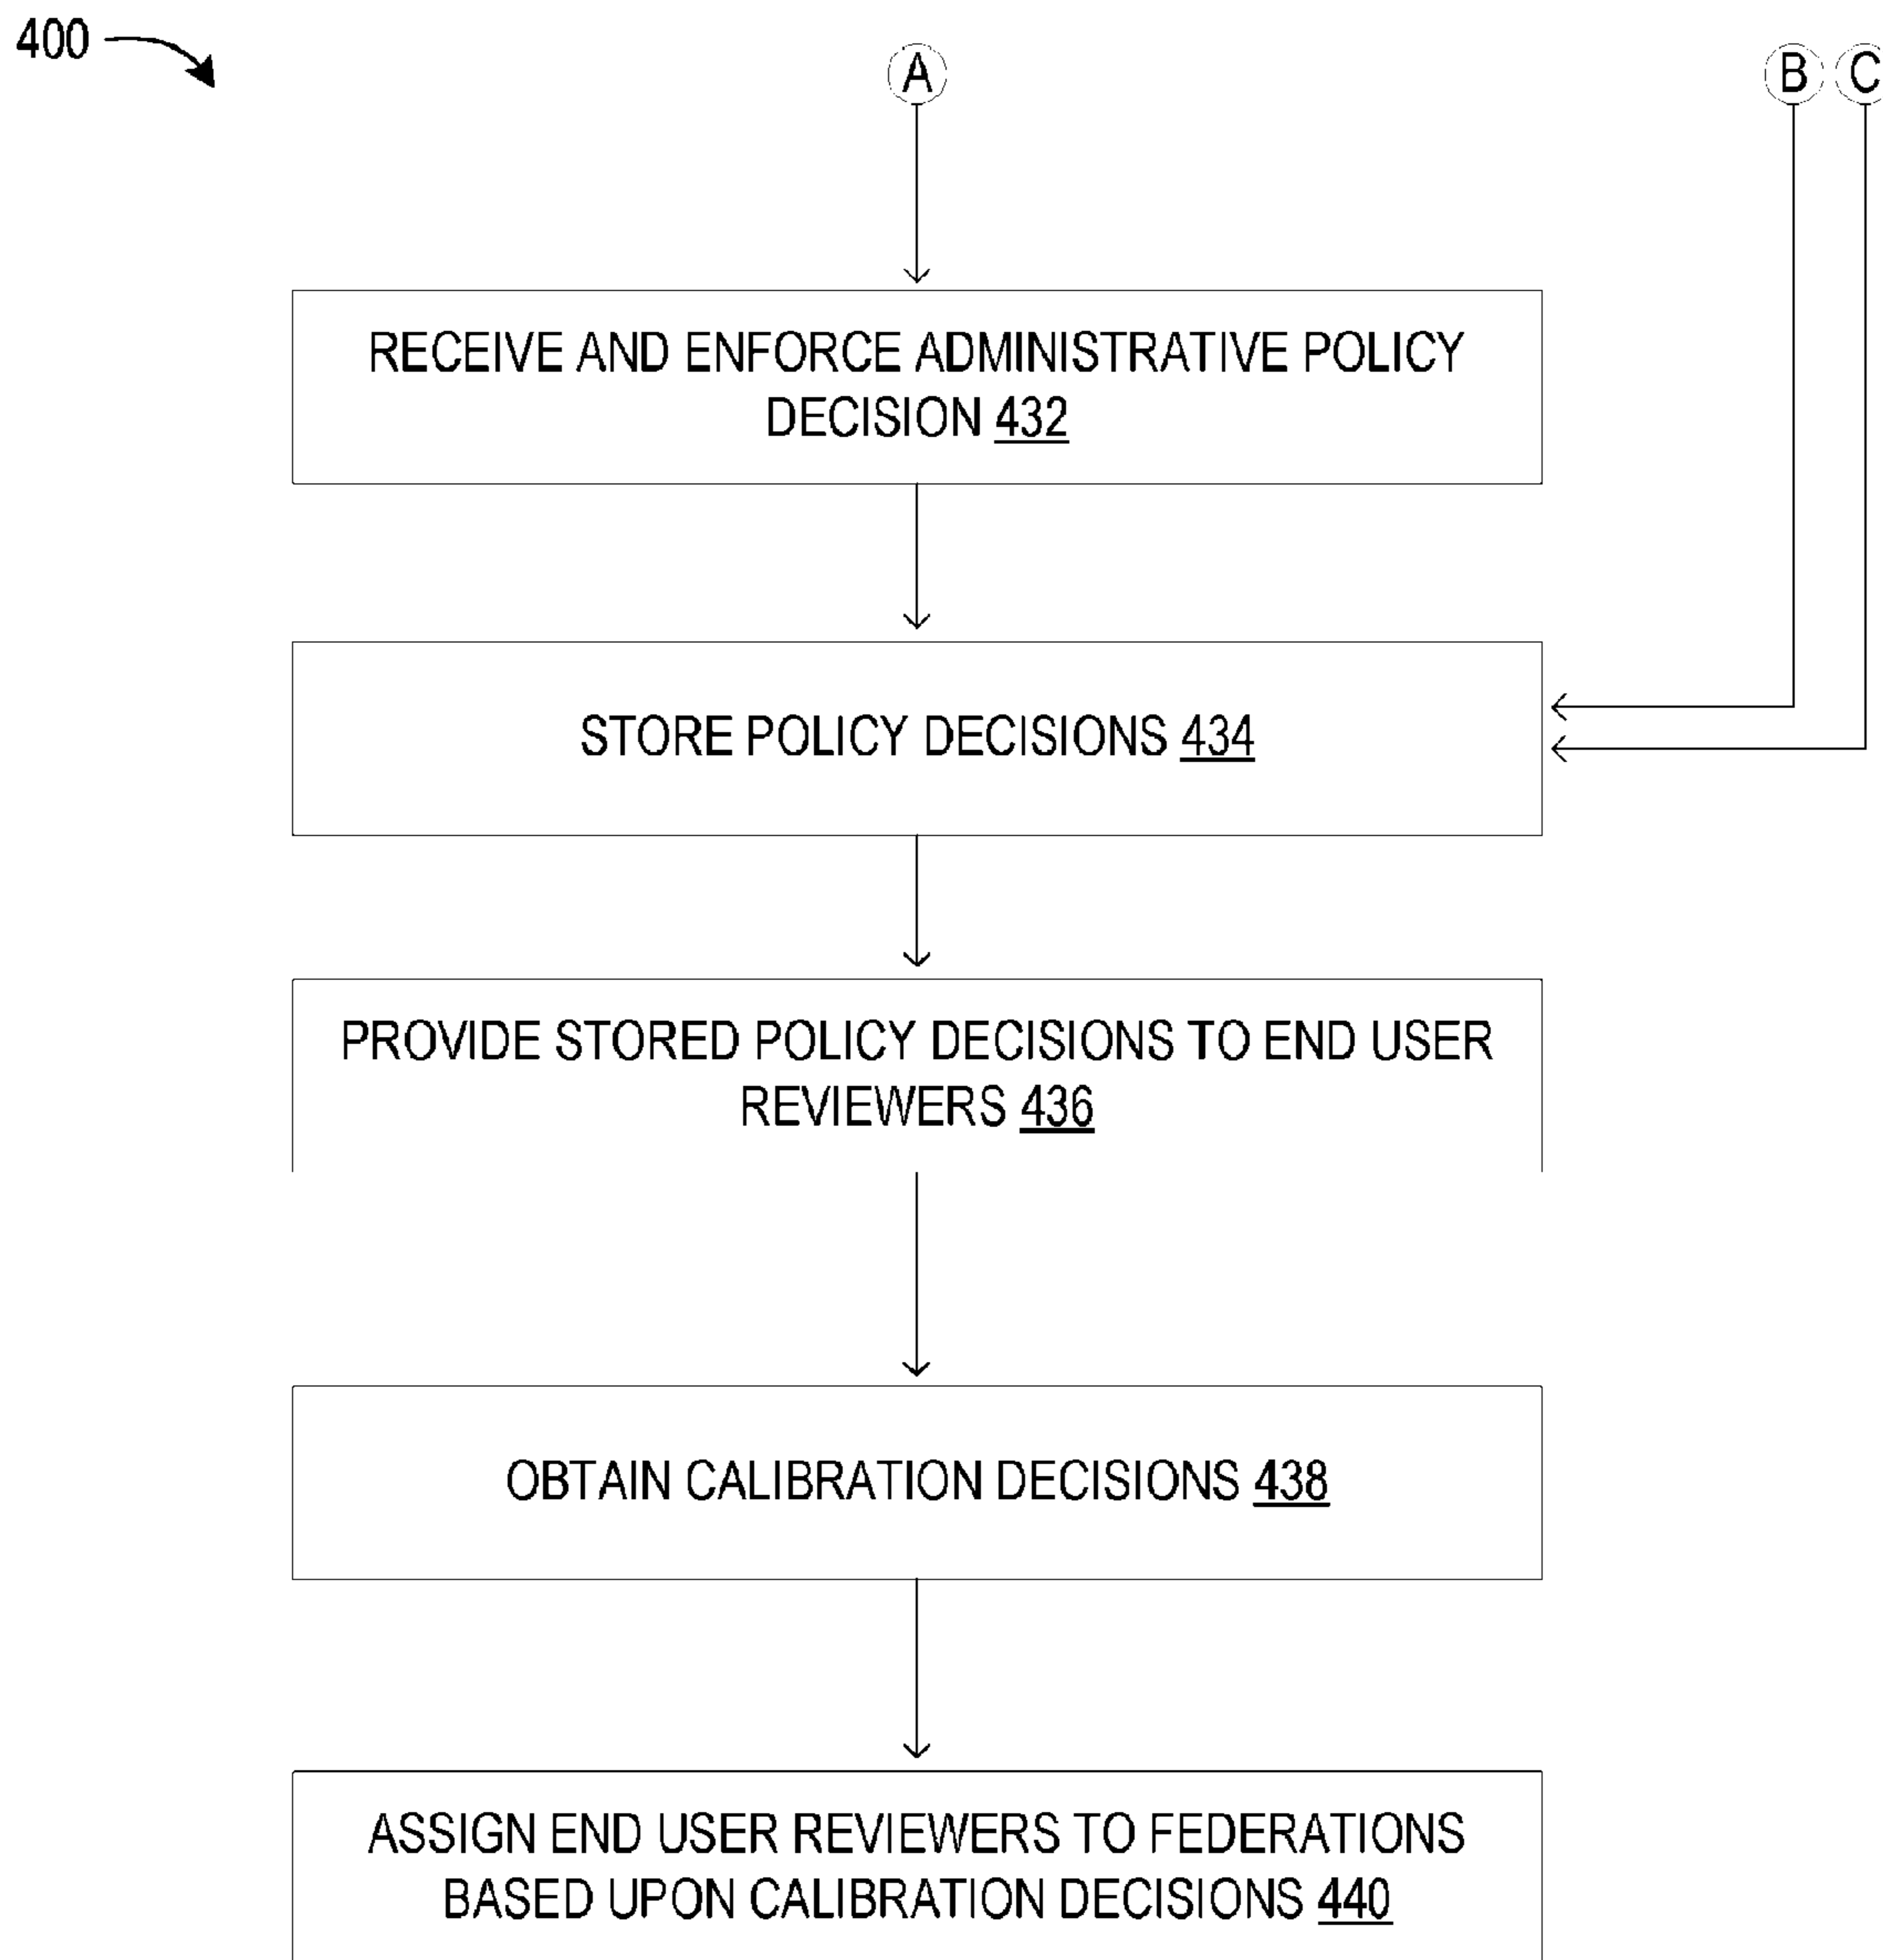 400
A
B
C
RECEIVE AND ENFORCE ADMINISTRATIVE POLICY
DECISION 432
STORE POLICY DECISIONS 434
PROVIDE STORED POLICY DECISIONS TO END USER
REVIEWERS 436
OBTAIN CALIBRATION DECISIONS 438
ASSIGN END USER REVIEWERS TO FEDERATIONS
BASED UPON CALIBRATION DECISIONS 440